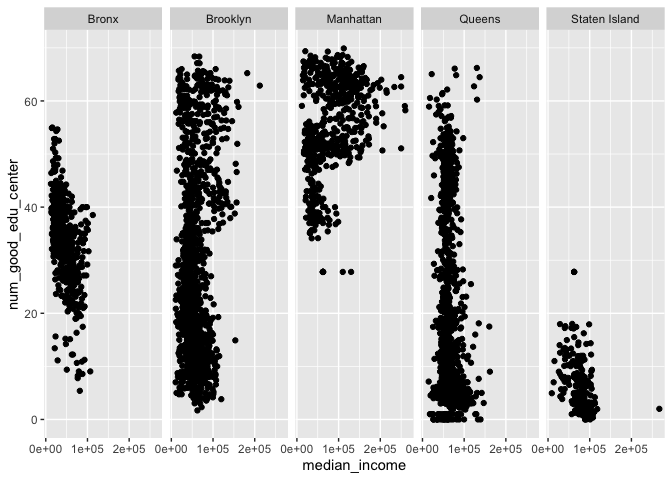 Bronx Brooklyn Manhattan Queens Staten Island
60
40
20
0
num_good_edu_center
0e+00 1e+05 2e+05 0e+00 1e+05 2e+05 0e+00 1e+05 2e+05 0e+00 1e+05 2e+05 0e+00 1e+05 2e+05
median_income